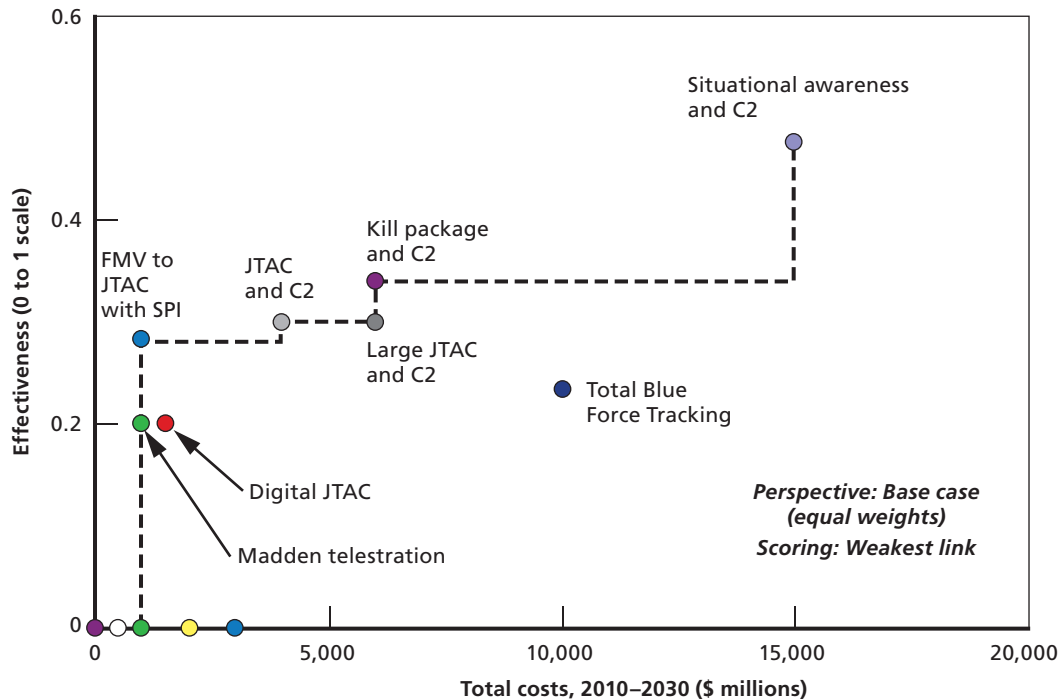 0.6
Situational awareness
and C2
Effectiveness (0 to 1 scale)
0.4
Kill package
and C2
FMV to
JTAC
with SPI
JTAC
and C2
Large JTAC
and C2
Total Blue
Force Tracking
0.2
Digital JTAC
Perspective: Base case
(equal weights)
Scoring: Weakest link
Madden telestration
0
0 5,000 10,000 15,000 20,000
Total costs, 2010–2030 ($ millions)